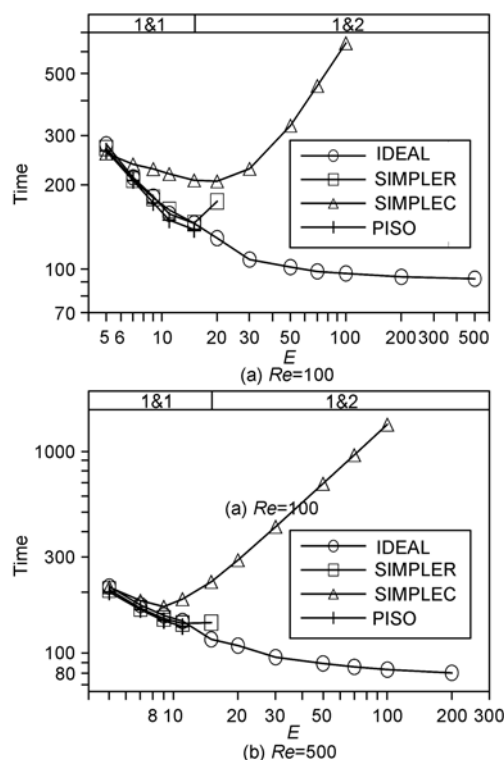 1&1 1&2
500
300
200
100
70
Time
IDEAL
SIMPLER
SIMPLEC
PISO
5 6 10 20 30 50 100 200 300 500
E
(a) Re=100
1&1 1&2
1000
300
100
80
Time
(a) Re=100
IDEAL
SIMPLER
SIMPLEC
PISO
8 10 20 30 50 100 200 300
E
(b) Re=500